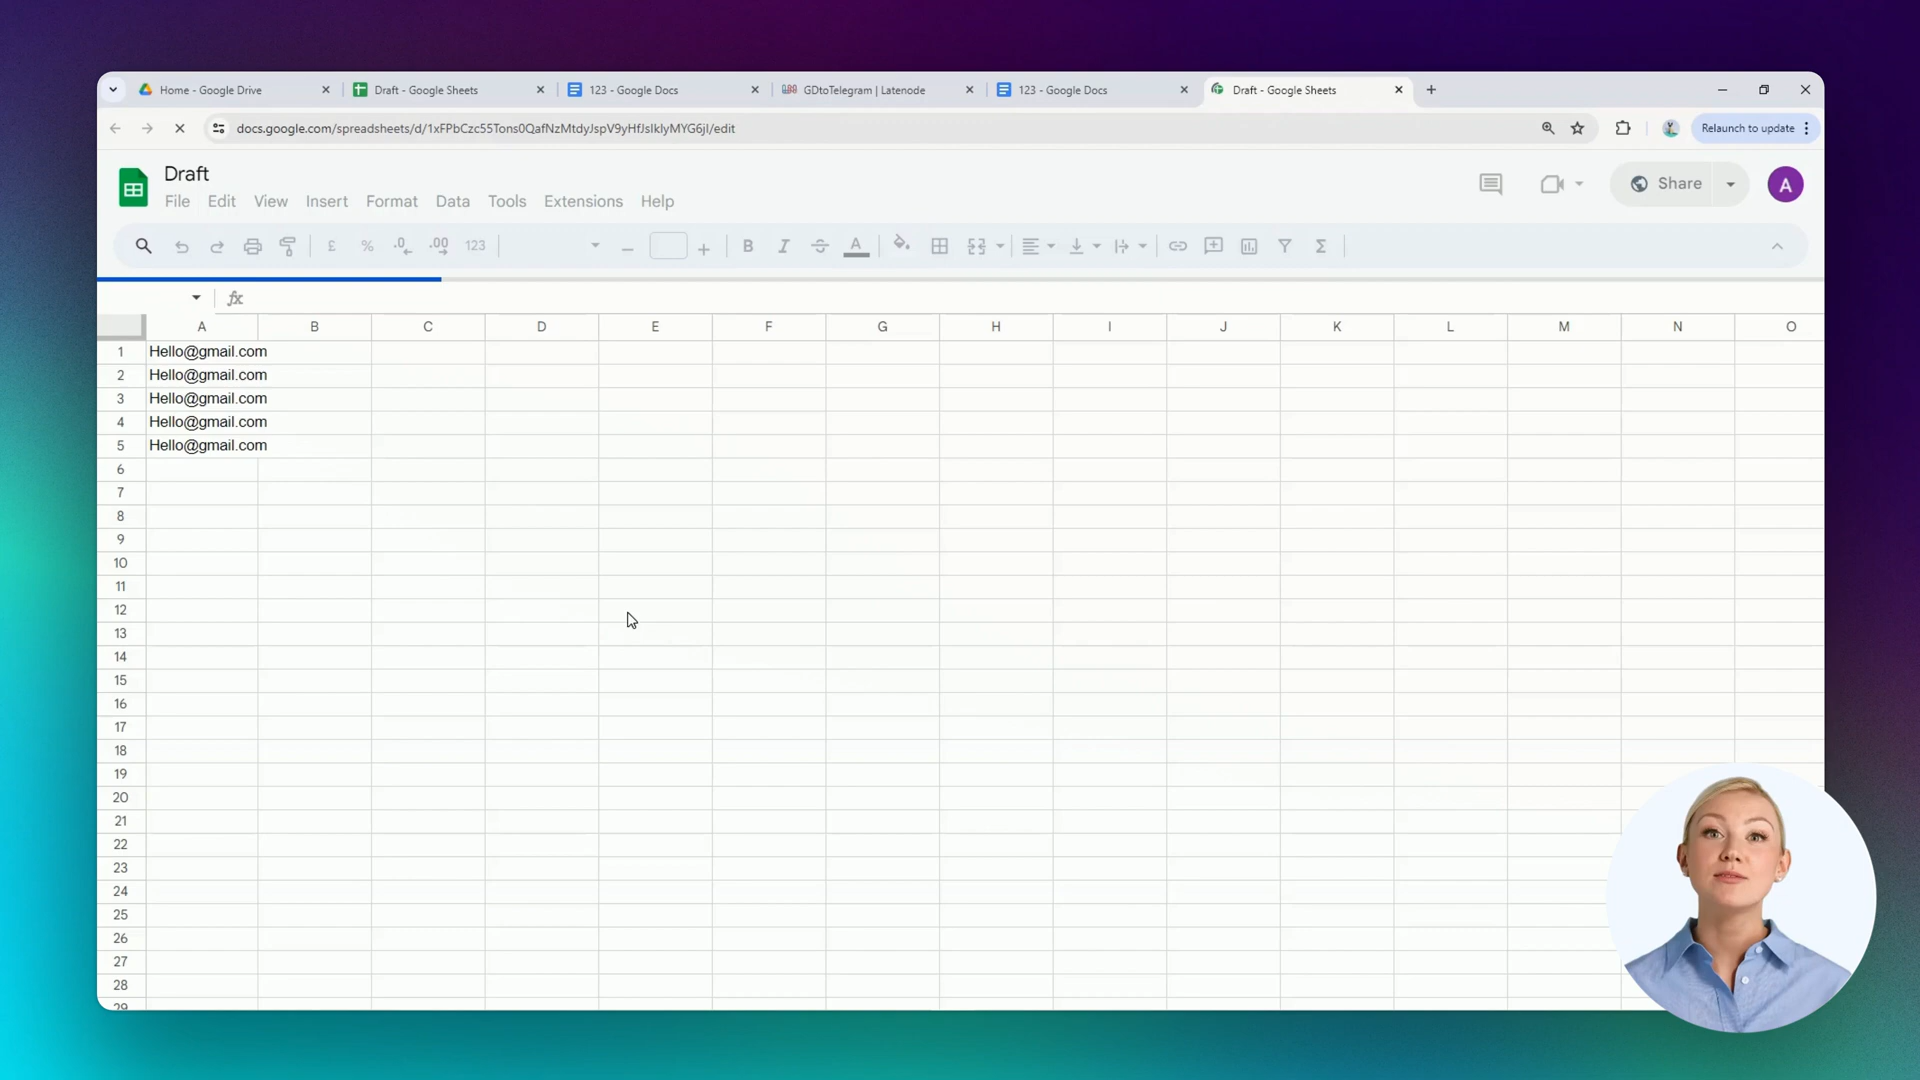 Home - Google Drive
Draft - Google Sheets
123 - Google Docs
GDtoTelegram | Latenode
123 - Google Docs
Draft - Google Sheets
docs.google.com/spreadsheets/d/1xFPbCzc55Tons0QafNzMtdyJspV9yHfJsIklyMYG6jI/edit
Relaunch to update
Draft
File Edit View Insert Format Data Tools Extensions Help
Share
A
£ % .0 .00 123
B I S A
fx
A B C D E F G H I J K L M N O
1 Hello@gmail.com
2 Hello@gmail.com
3 Hello@gmail.com
4 Hello@gmail.com
5 Hello@gmail.com
6
7
8
9
10
11
12
13
14
15
16
17
18
19
20
21
22
23
24
25
26
27
28
29